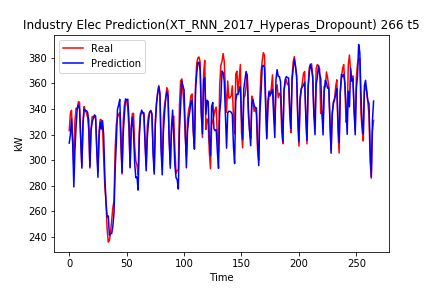 Industry Elec Prediction(XT_RNN_2017_Hyperas_Dropount) 266 t5
Real
Prediction
kW
380
360
340
320
300
280
260
240
0 50 100 150 200 250
Time